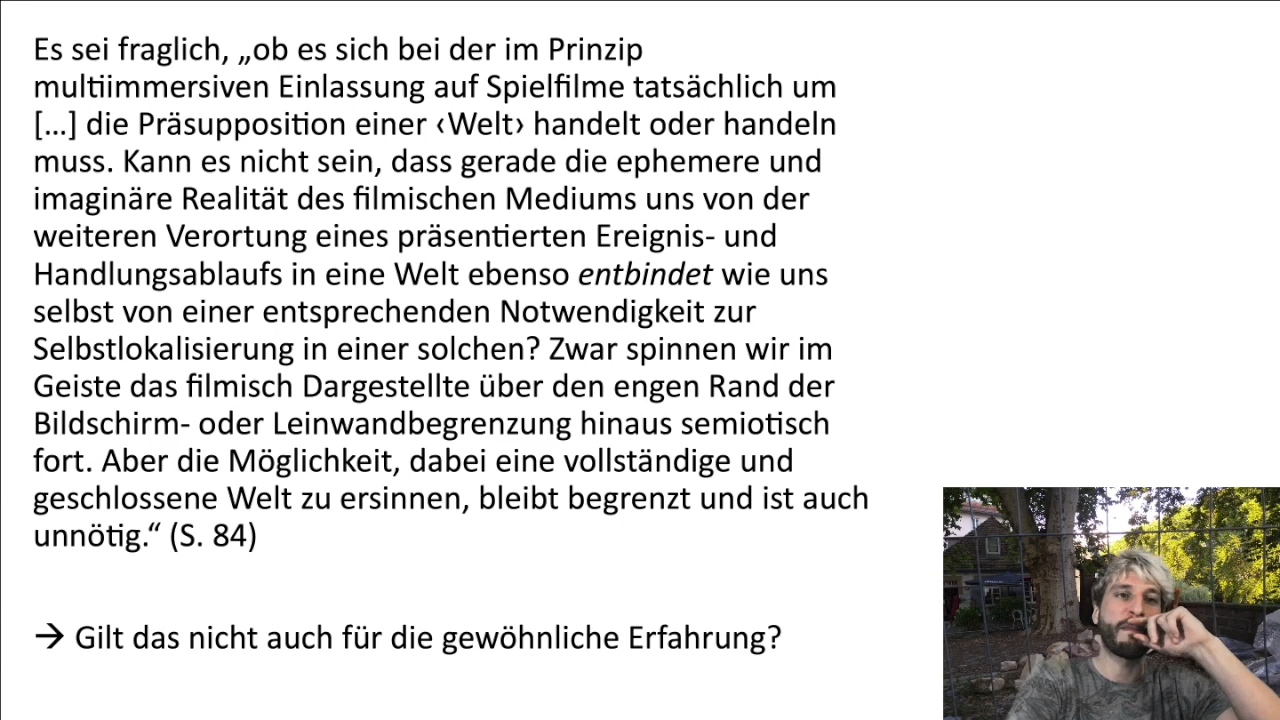 Es sei fraglich, „ob es sich bei der im Prinzip
multiimmersiven Einlassung auf Spielfilme tatsächlich um
[…] die Präsupposition einer ‹Welt› handelt oder handeln
muss. Kann es nicht sein, dass gerade die ephemere und
imaginäre Realität des filmischen Mediums uns von der
weiteren Verortung eines präsentierten Ereignis- und
Handlungsablaufs in eine Welt ebenso entbindet wie uns
selbst von einer entsprechenden Notwendigkeit zur
Selbstlokalisierung in einer solchen? Zwar spinnen wir im
Geiste das filmisch Dargestellte über den engen Rand der
Bildschirm- oder Leinwandbegrenzung hinaus semiotisch
fort. Aber die Möglichkeit, dabei eine vollständige und
geschlossene Welt zu ersinnen, bleibt begrenzt und ist auch
unnötig.“ (S. 84)
→ Gilt das nicht auch für die gewöhnliche Erfahrung?